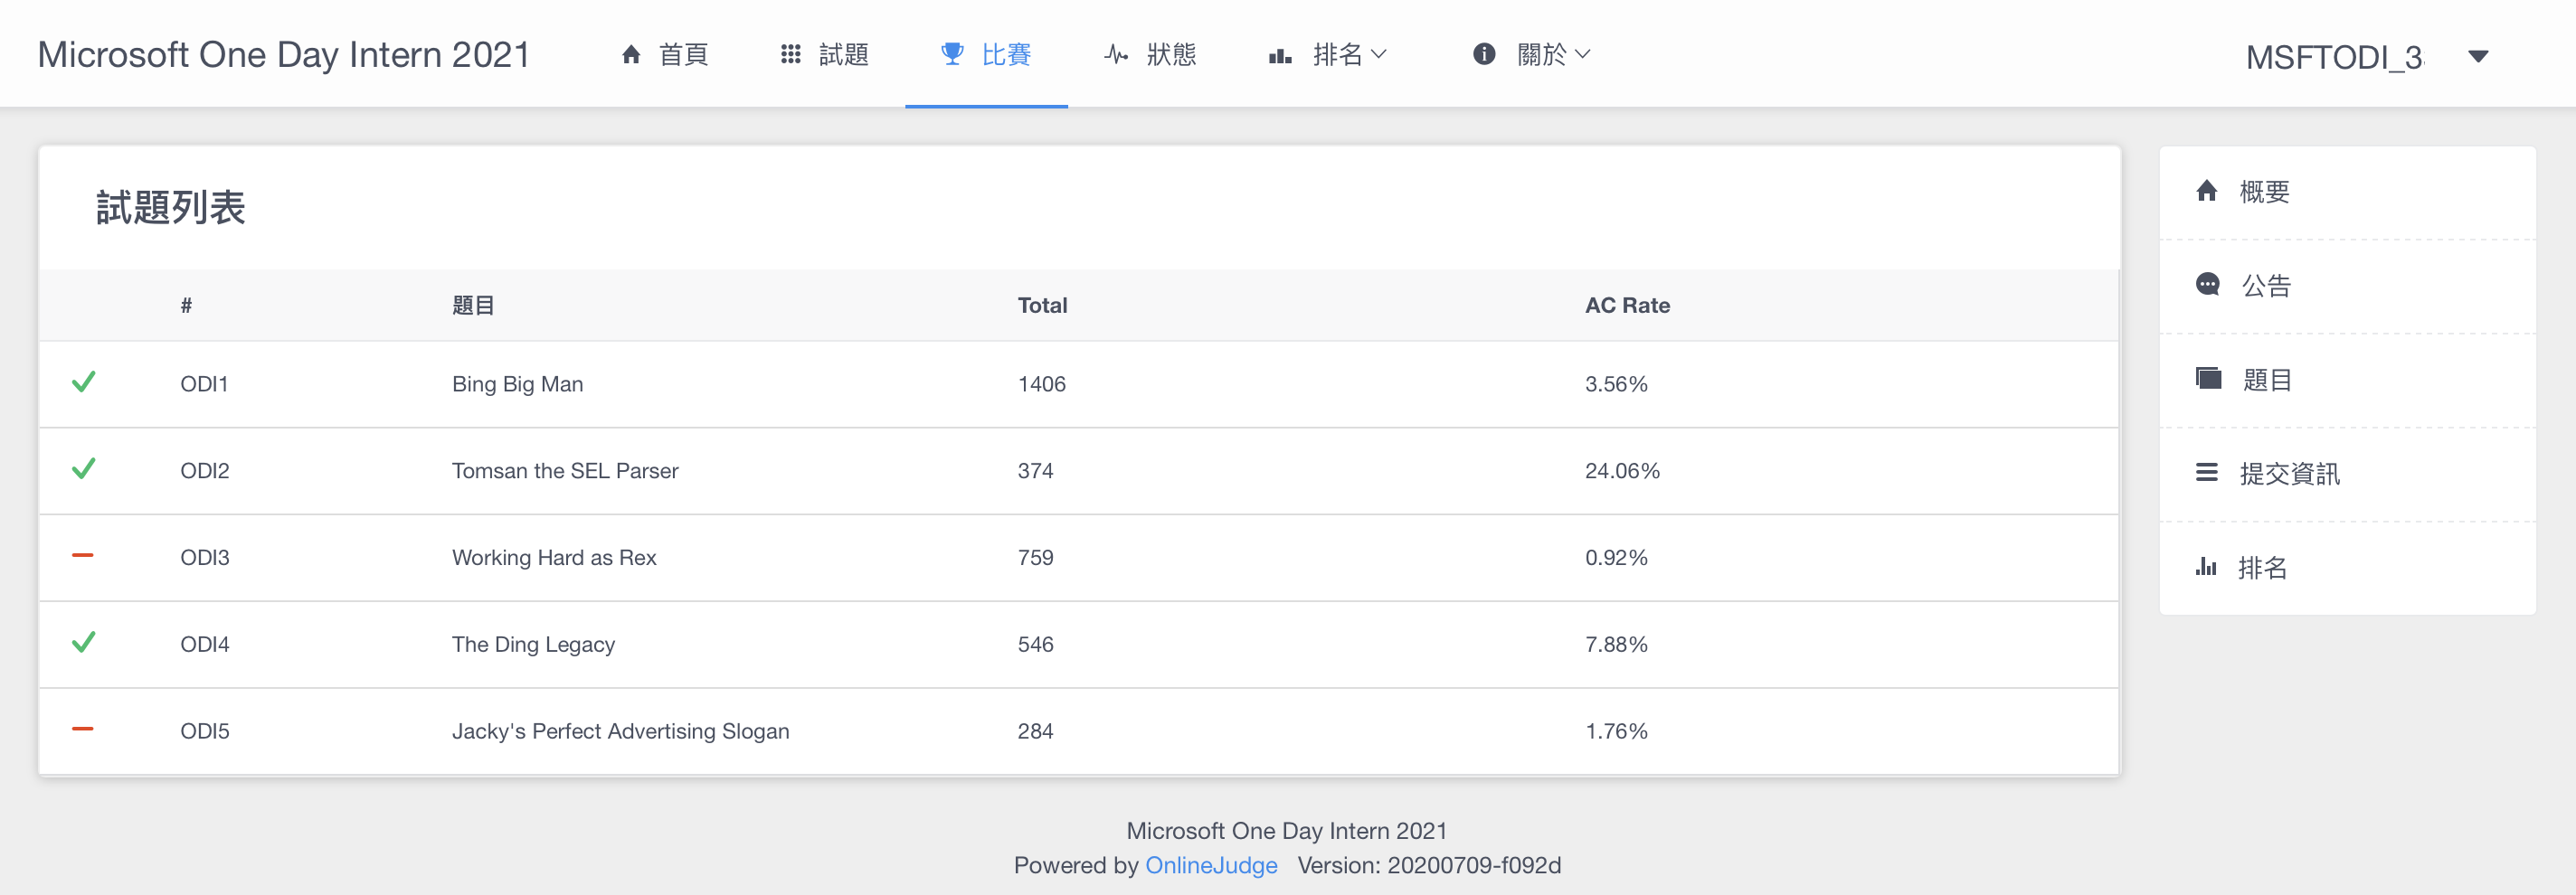 Microsoft One Day Intern 2021 首頁 試題 比賽 狀態 排名 關於 MSFTODI_3
試題列表
# 題目 Total AC Rate
ODI1 Bing Big Man 1406 3.56%
ODI2 Tomsan the SEL Parser 374 24.06%
ODI3 Working Hard as Rex 759 0.92%
ODI4 The Ding Legacy 546 7.88%
ODI5 Jacky's Perfect Advertising Slogan 284 1.76%
概要
公告
題目
提交資訊
排名
Microsoft One Day Intern 2021
Powered by OnlineJudge Version: 20200709-f092d